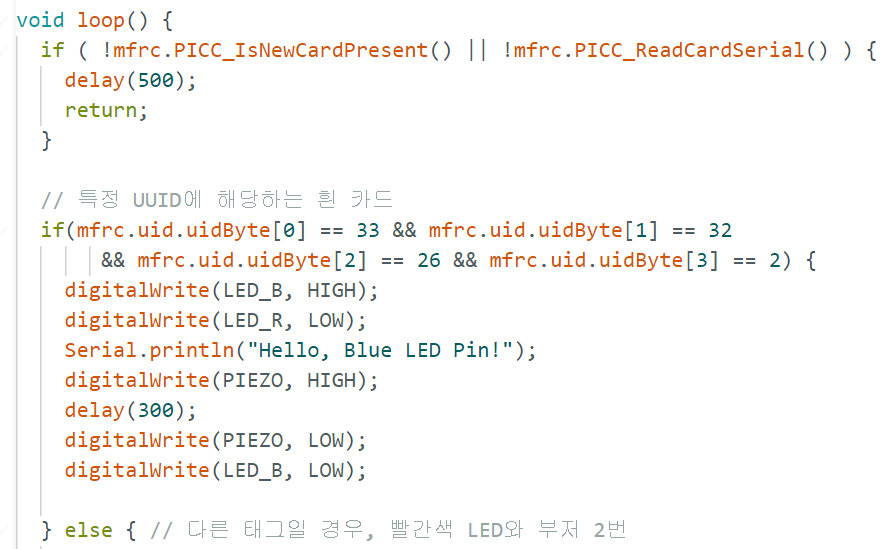 void loop() {
  if ( !mfrc.PICC_IsNewCardPresent() || !mfrc.PICC_ReadCardSerial() ) {
    delay(500);
    return;
  }
  // 특정 UUID에 해당하는 흰 카드
  if(mfrc.uid.uidByte[0] == 33 && mfrc.uid.uidByte[1] == 32
       && mfrc.uid.uidByte[2] == 26 && mfrc.uid.uidByte[3] == 2) {
    digitalWrite(LED_B, HIGH);
    digitalWrite(LED_R, LOW);
    Serial.println("Hello, Blue LED Pin!");
    digitalWrite(PIEZO, HIGH);
    delay(300);
    digitalWrite(PIEZO, LOW);
    digitalWrite(LED_B, LOW);
  } else { // 다른 태그일 경우, 빨간색 LED와 부저 2번